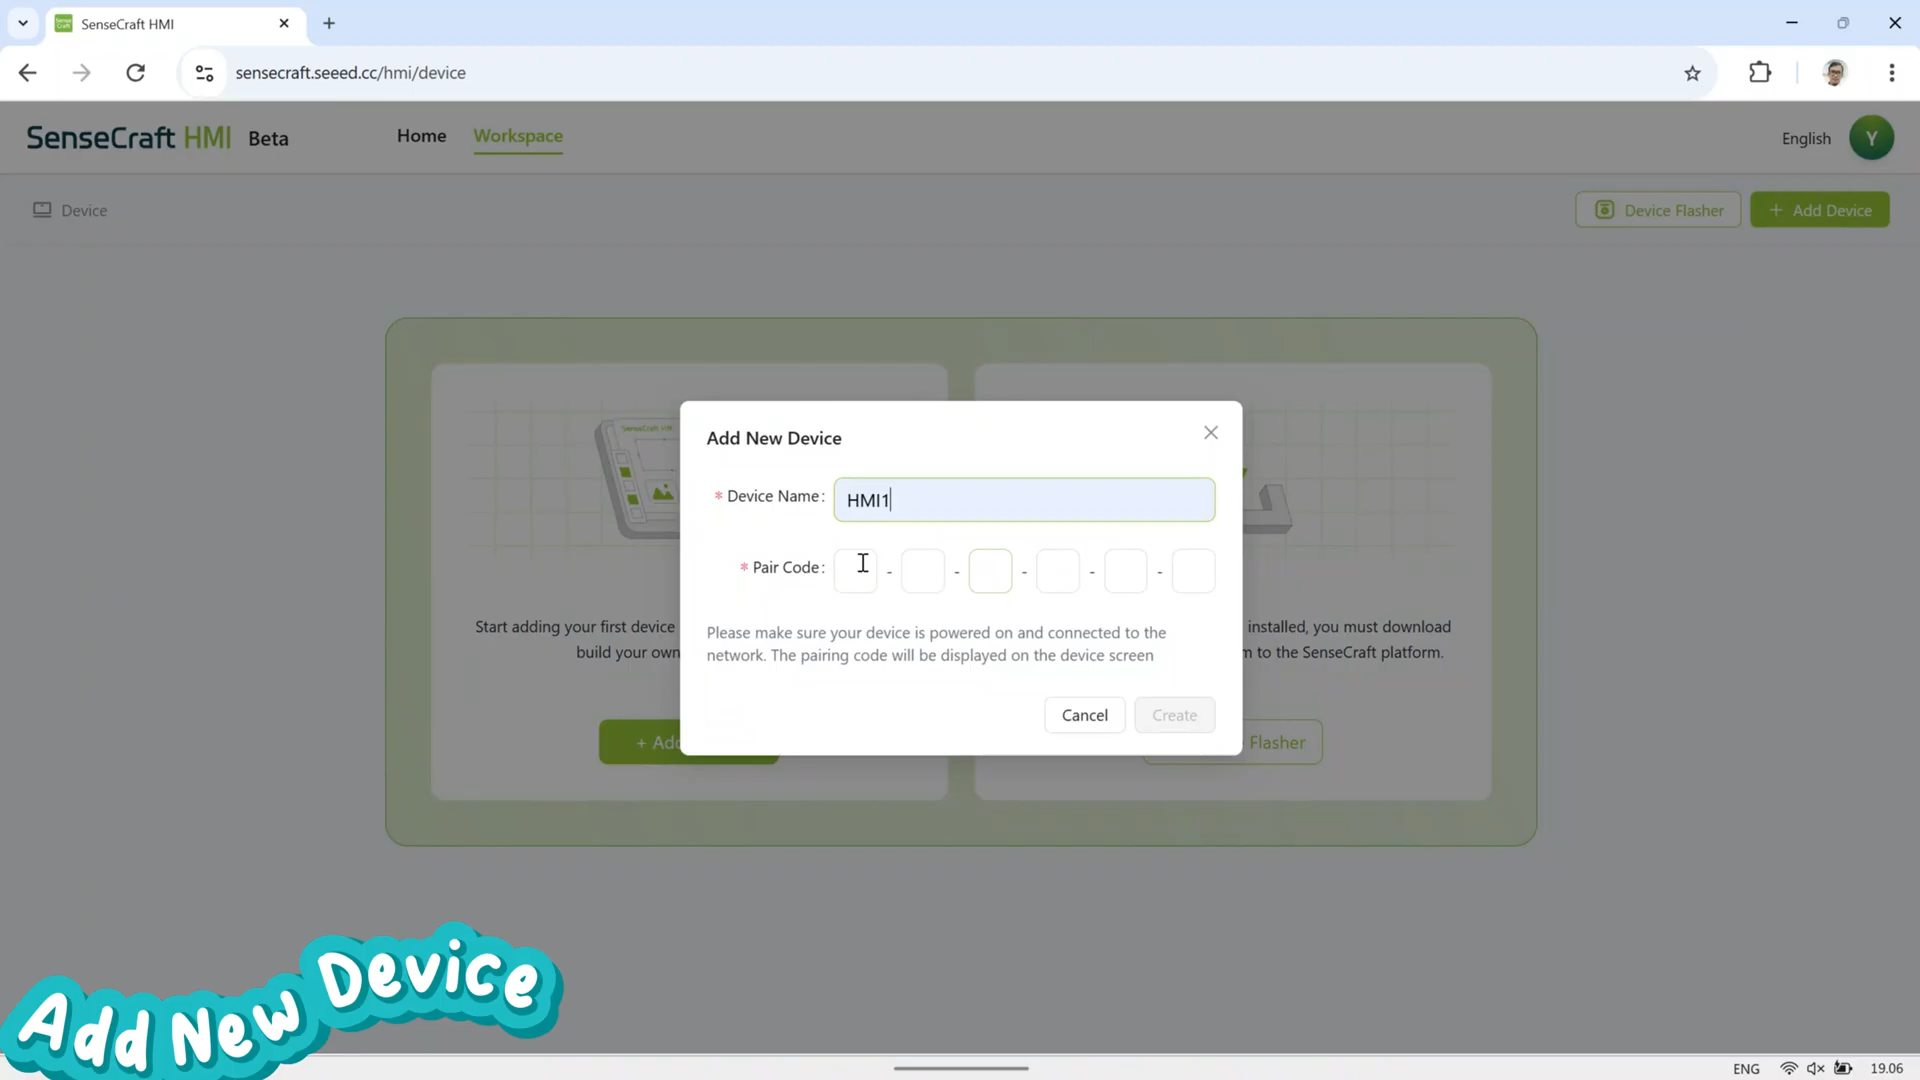 SenseCraft HMI
sensecraft.seeed.cc/hmi/device
SenseCraft HMI Beta
Home
Workspace
English
Y
Device
Device Flasher
+ Add Device
Add New Device
* Device Name: HMI1
* Pair Code: - - - - -
Please make sure your device is powered on and connected to the
network. The pairing code will be displayed on the device screen
Cancel
Create
Start adding your first device
build your own
+ Add
installed, you must download
to the SenseCraft platform.
Flasher
Add New Device
ENG
19.06